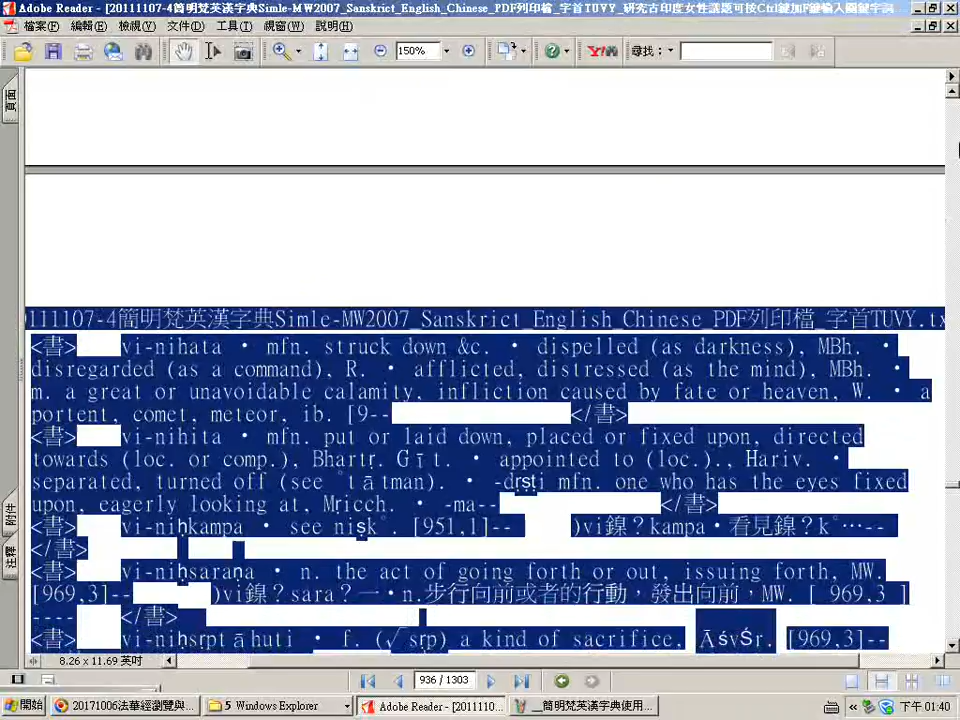 Adobe Reader - [20111107-4簡明梵英漢字典Simle-MW2007_Sanskrict_English_Chinese_PDF列印檔_字首TUVY_研究古印度女性議題可按Ctrl鍵加F鍵輸入關鍵字詞
檔案(F) 編輯(E) 檢視(V) 文件(D) 工具(T) 視窗(W) 說明(H)
150% Y! 尋找:
頁面
附件
註釋
111107-4簡明梵英漢字典Simle-MW2007_Sanskrict_English_Chinese_PDF列印檔_字首TUVY.tx
<書> vi-nihata • mfn. struck down &c. • dispelled (as darkness), MBh. •
disregarded (as a command), R. • afflicted, distressed (as the mind), MBh. •
m. a great or unavoidable calamity, infliction caused by fate or heaven, W. • a
portent, comet, meteor, ib. [9-- </書>
<書> vi-nihita • mfn. put or laid down, placed or fixed upon, directed
towards (loc. or comp.), Bhartṛ. Gīt. • appointed to (loc.)., Hariv. •
separated, turned off (see °tātman). • -dṛṣṭi mfn. one who has the eyes fixed
upon, eagerly looking at, Mṛicch. • -ma-- </書>
<書> vi-niḥkampa • see niṣk°. [951,1]-- )vi鎳？kampa•看見鎳？k°…--
</書>
<書> vi-niḥsaraṇa • n. the act of going forth or out, issuing forth, MW.
[969,3]-- )vi鎳？sara？一•n.步行向前或者的行動，發出向前，MW. [ 969,3 ]
---- </書>
<書> vi-niḥsṛptāhuti • f. (√sṛp) a kind of sacrifice, ĀśvŚr. [969,3]--
8.26 x 11.69 英吋
936 / 1303
開始 20171006法華經瀏覽與... 5 Windows Explorer Adobe Reader - [2011110... __簡明梵英漢字典使用... 下午 01:40